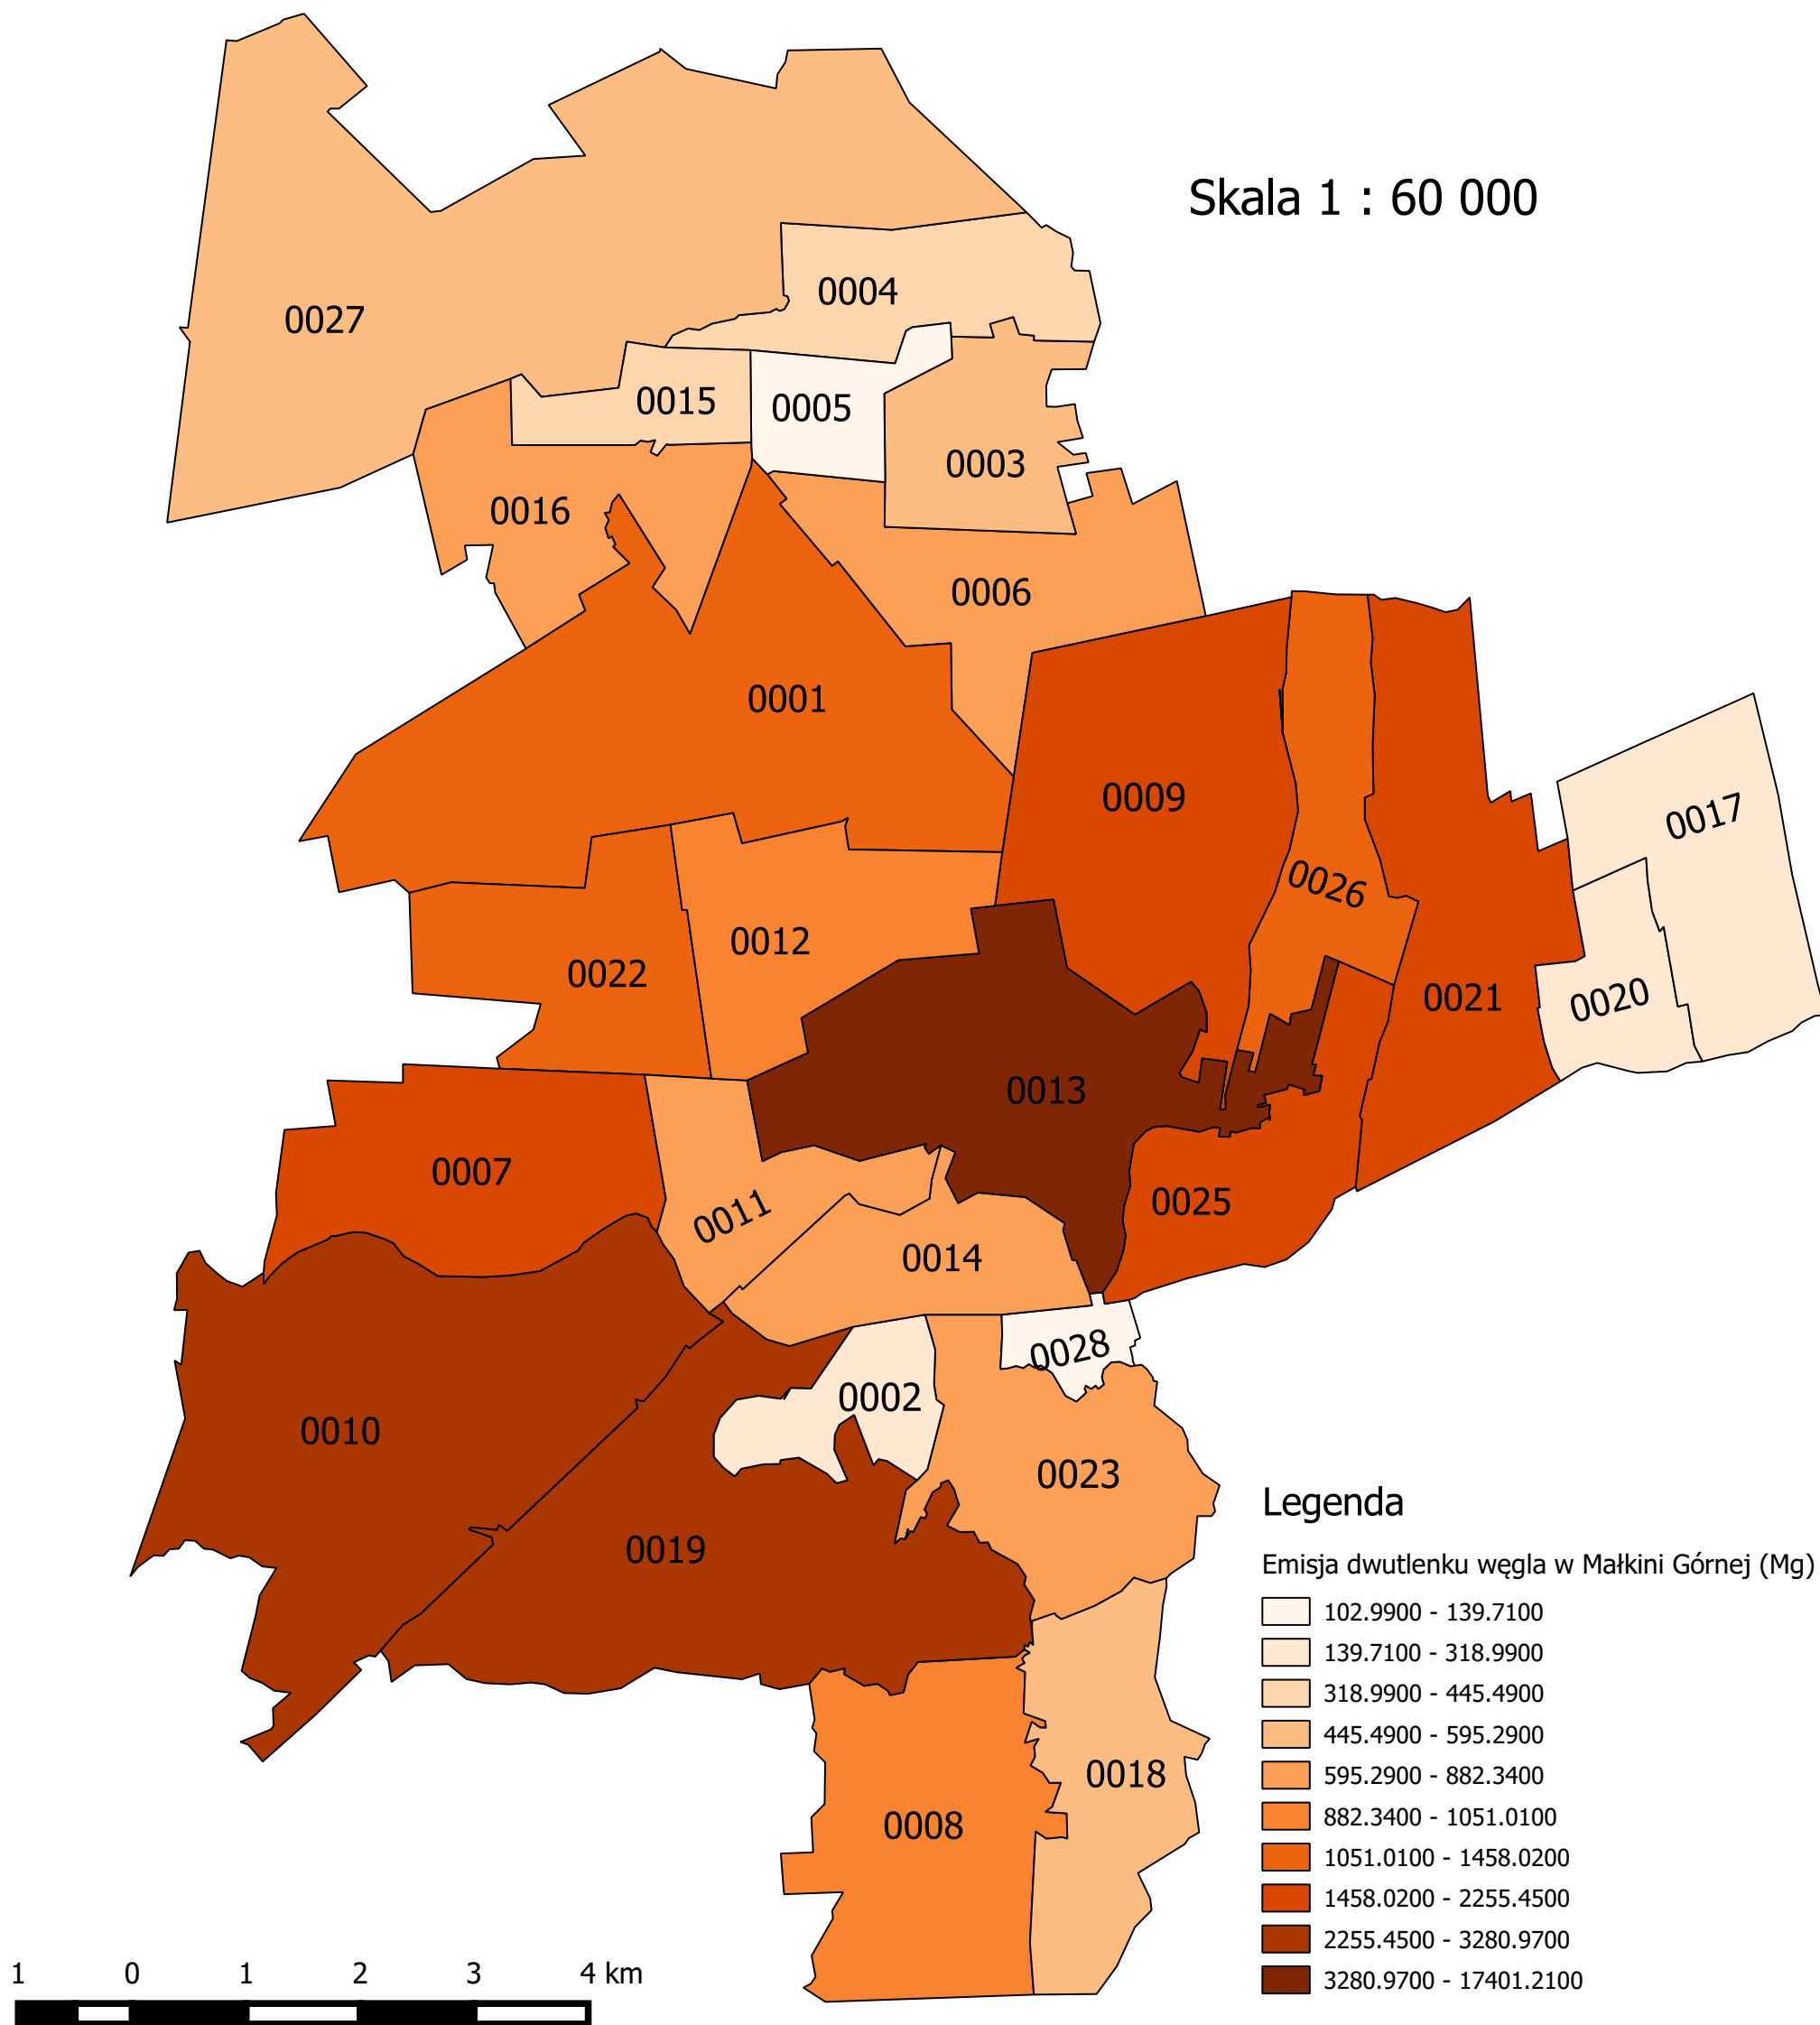 Skala 1 : 60 000
0004
0027
0015
0005
0003
0016
0006
0001
0009
0017
0026
0012
0022
0021
0020
0013
0007
0025
0011
0014
0028
0002
0010
0023
0019
0018
0008
Legenda
Emisja dwutlenku węgla w Małkini Górnej (Mg)
102.9900 - 139.7100
139.7100 - 318.9900
318.9900 - 445.4900
445.4900 - 595.2900
595.2900 - 882.3400
882.3400 - 1051.0100
1051.0100 - 1458.0200
1458.0200 - 2255.4500
2255.4500 - 3280.9700
3280.9700 - 17401.2100
1 0 1 2 3 4 km